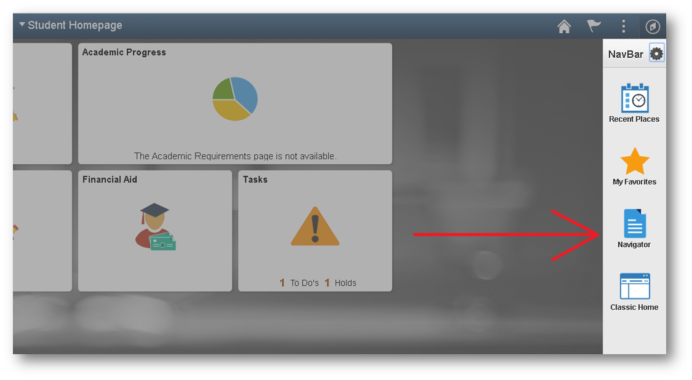 Student Homepage
NavBar
Academic Progress
The Academic Requirements page is not available.
Recent Places
My Favorites
Financial Aid
Tasks
Navigator
1 To Do's 1 Holds
Classic Home